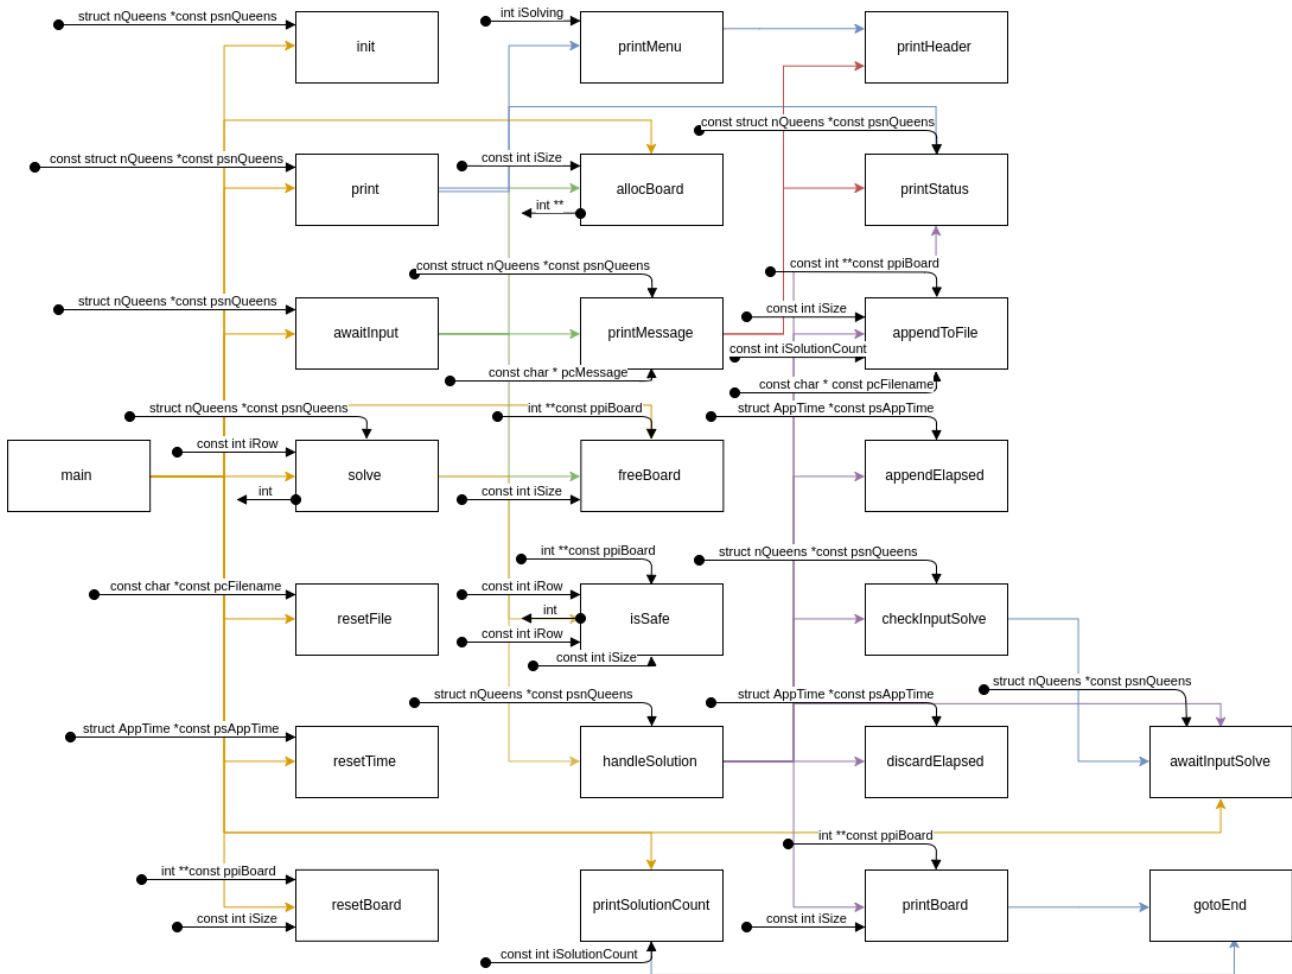 struct nQueens *const psnQueens
int iSolving
init
printMenu
printHeader
const struct nQueens *const psnQueens
const struct nQueens *const psnQueens
const int iSize
print
allocBoard
printStatus
int **
const struct nQueens *const psnQueens
const int **const ppiBoard
struct nQueens *const psnQueens
const int iSize
awaitInput
printMessage
appendToFile
const int iSolutionCount
const char * pcMessage
const char * const pcFilename
struct nQueens *const psnQueens
int **const ppiBoard
struct AppTime *const psAppTime
const int iRow
main
solve
freeBoard
appendElapsed
int
const int iSize
int **const ppiBoard
struct nQueens *const psnQueens
const char *const pcFilename
const int iRow
int
resetFile
isSafe
checkInputSolve
const int iRow
const int iSize
struct nQueens *const psnQueens
struct nQueens *const psnQueens
struct AppTime *const psAppTime
struct AppTime *const psAppTime
resetTime
handleSolution
discardElapsed
awaitInputSolve
int **const ppiBoard
int **const ppiBoard
resetBoard
printSolutionCount
printBoard
gotoEnd
const int iSize
const int iSize
const int iSolutionCount